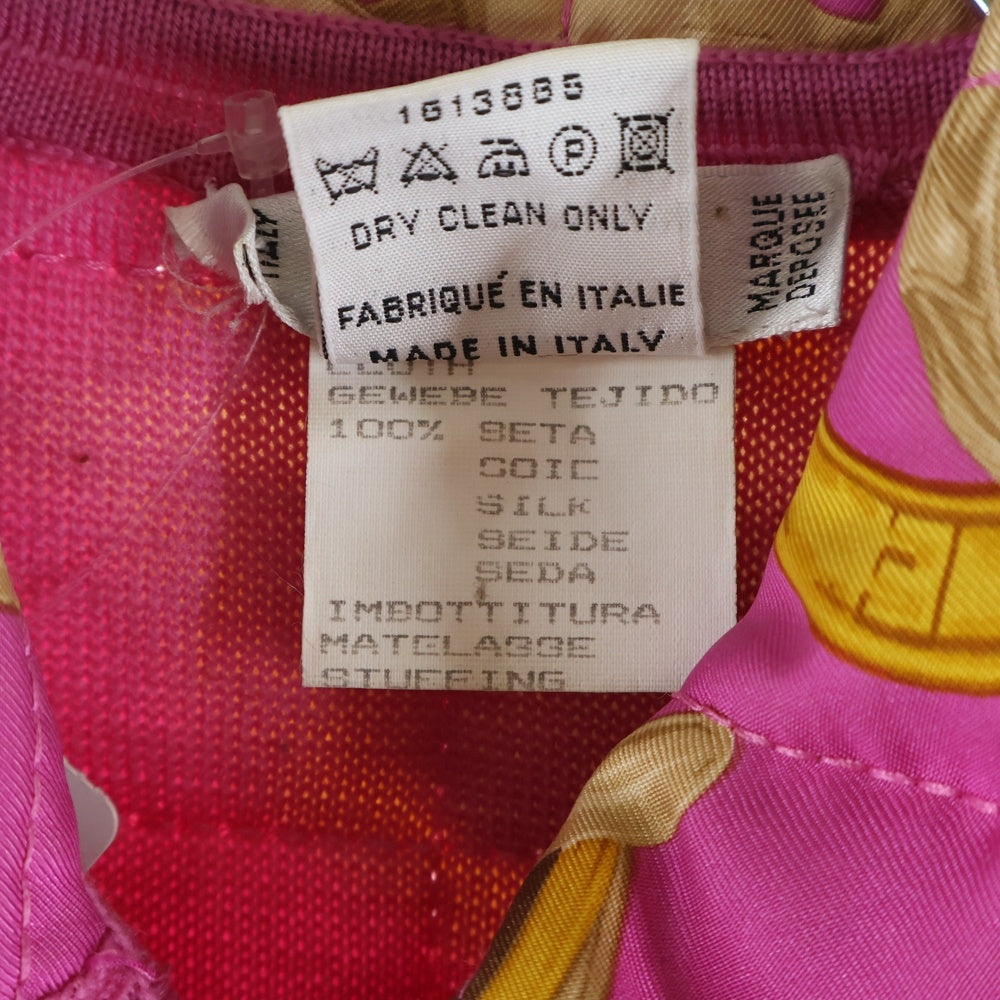 1613885
P
DRY CLEAN ONLY
FABRIQUÉ EN ITALIE
MADE IN ITALY
ITALY
MARQUE
DEPOSEE
CLOTH
GEWEBE TEJIDO
100% SETA
SOIE
SILK
SEIDE
SEDA
IMBOTTITURA
MATELASSE
STUFFING